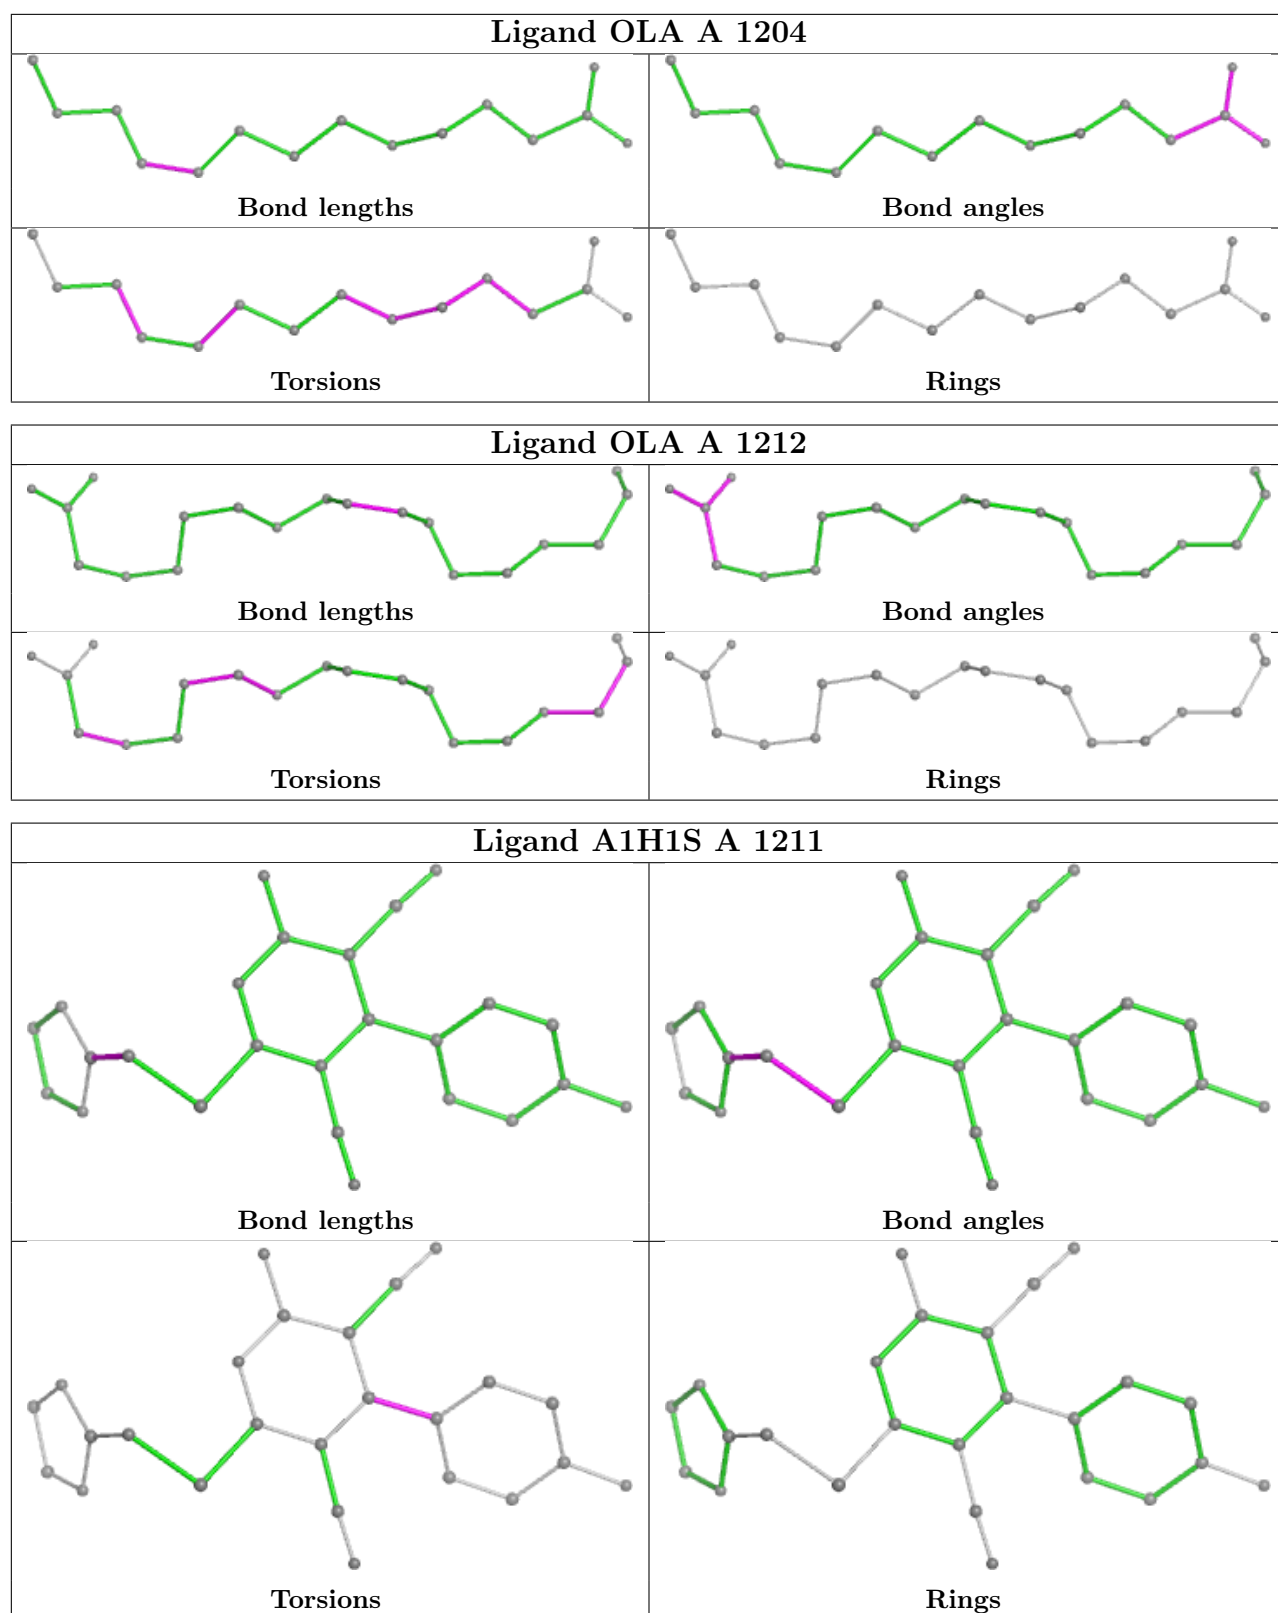 Ligand OLA A 1204
Bond lengths
Bond angles
Torsions
Rings
Ligand OLA A 1212
Bond lengths
Bond angles
Torsions
Rings
Ligand A1H1S A 1211
Bond lengths
Bond angles
Torsions
Rings